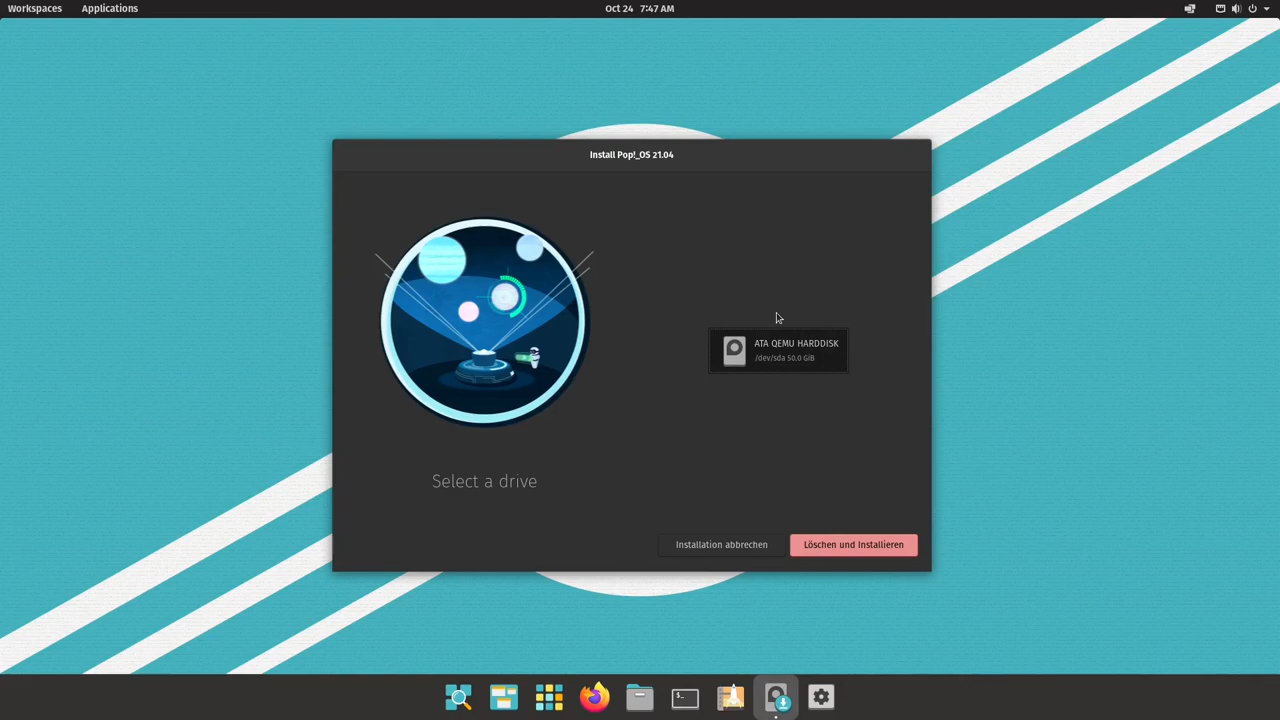 Workspaces Applications Oct 24 7:47 AM
Install Pop!_OS 21.04
ATA QEMU HARDDISK
/dev/sda 50.0 GiB
Select a drive
Installation abbrechen Löschen und Installieren